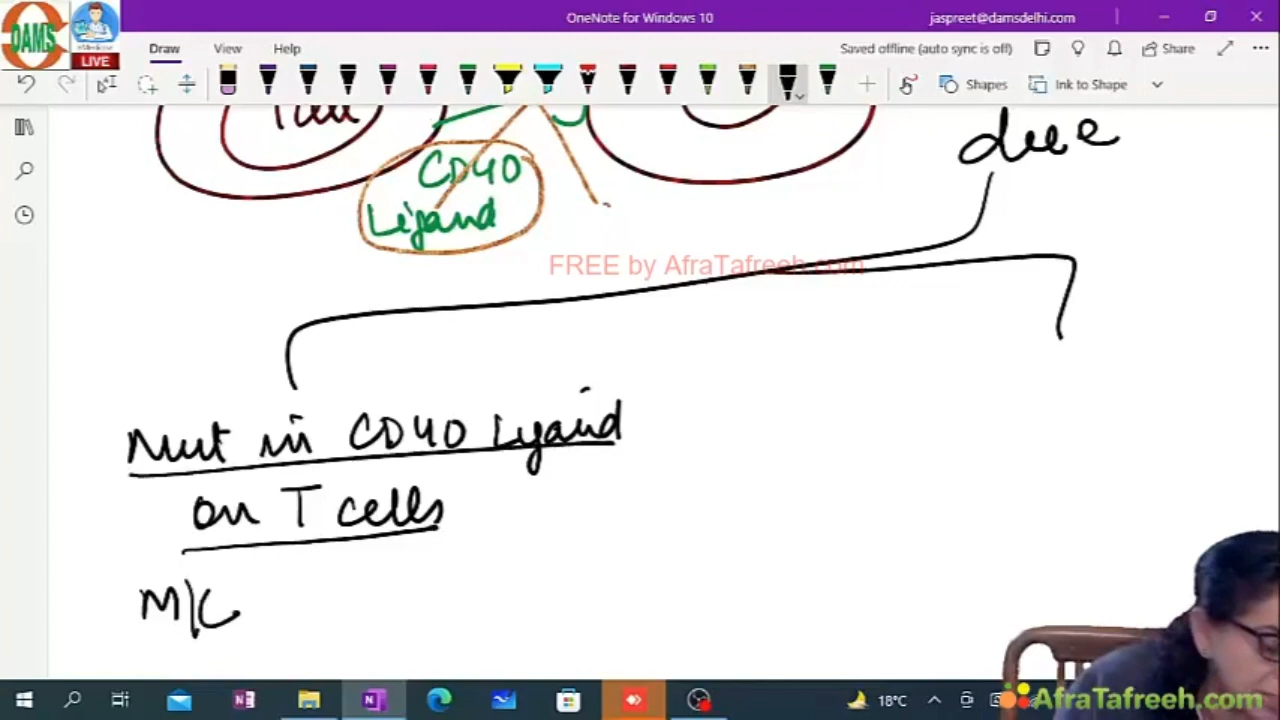 DAMS
eMedicoz
LIVE
OneNote for Windows 10
jaspreet@damsdelhi.com
Draw View Help
Saved offline (auto sync is off)
Share
Shapes
Ink to Shape
due
CD40
Ligand
FREE by AfraTafreeh.com
Mut in CD40 Ligand
on T cells
M/C
18°C
AfraTafreeh.com